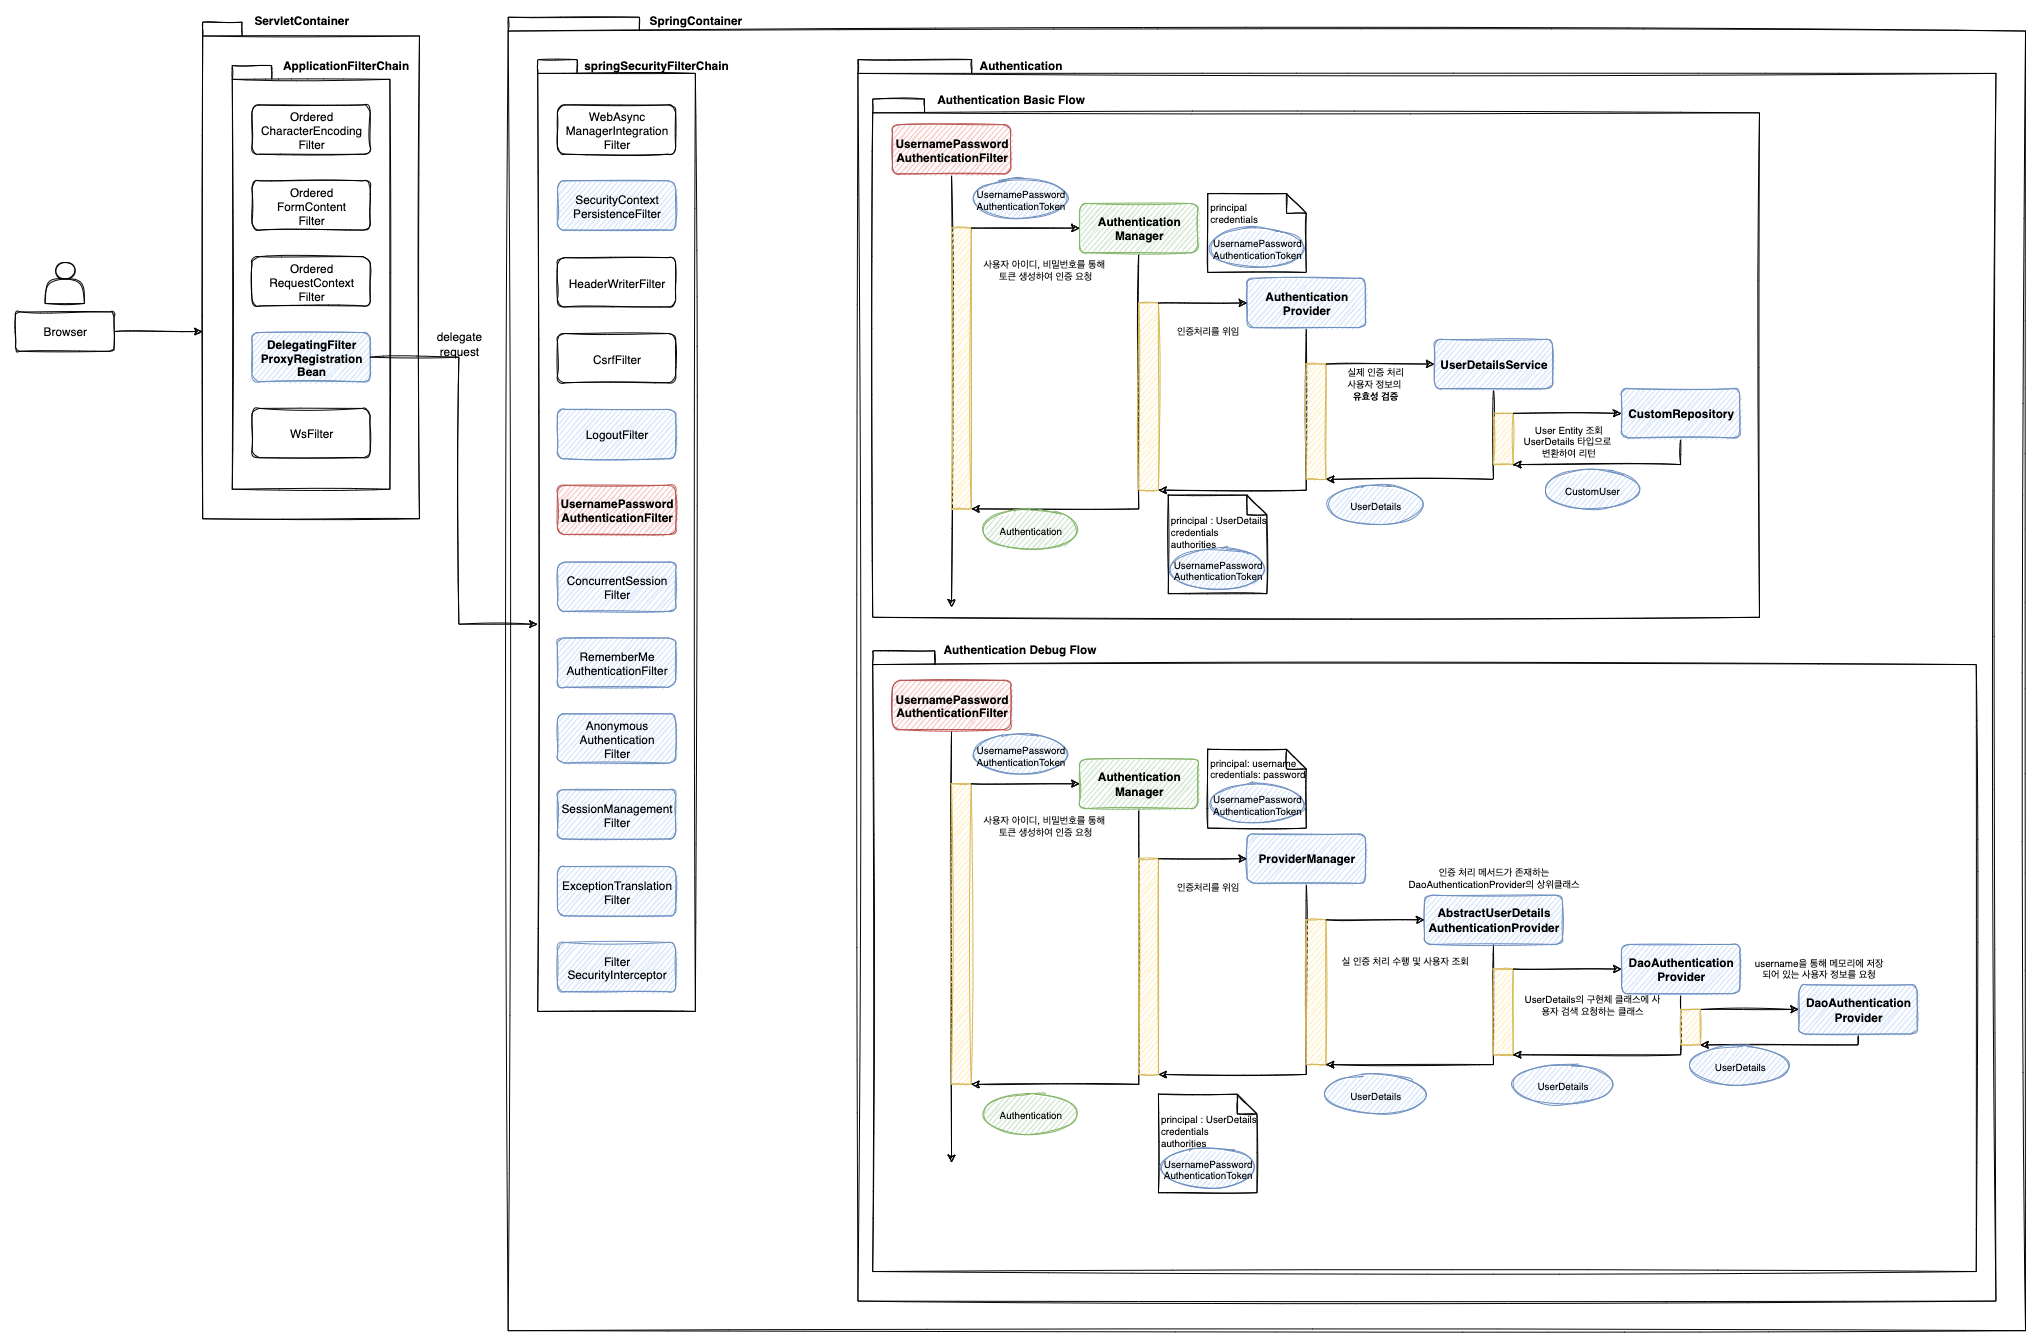 ServletContainer
ApplicationFilterChain
Ordered
CharacterEncoding
Filter
Ordered
FormContent
Filter
Ordered
RequestContext
Filter
DelegatingFilter
ProxyRegistration
Bean
WsFilter
Browser
delegate
request
SpringContainer
springSecurityFilterChain
WebAsync
ManagerIntegration
Filter
SecurityContext
PersistenceFilter
HeaderWriterFilter
CsrfFilter
LogoutFilter
UsernamePassword
AuthenticationFilter
ConcurrentSession
Filter
RememberMe
AuthenticationFilter
Anonymous
Authentication
Filter
SessionManagement
Filter
ExceptionTranslation
Filter
Filter
SecurityInterceptor
Authentication
Authentication Basic Flow
UsernamePassword
AuthenticationFilter
UsernamePassword
AuthenticationToken
Authentication
Manager
principal
credentials
UsernamePassword
AuthenticationToken
사용자 아이디, 비밀번호를 통해
토큰 생성하여 인증 요청
Authentication
Provider
인증처리를 위임
UserDetailsService
실제 인증 처리
사용자 정보의
유효성 검증
CustomRepository
User Entity 조회
UserDetails 타입으로
변환하여 리턴
CustomUser
UserDetails
principal : UserDetails
credentials
authorities
UsernamePassword
AuthenticationToken
Authentication
Authentication Debug Flow
UsernamePassword
AuthenticationFilter
UsernamePassword
AuthenticationToken
Authentication
Manager
principal: username
credentials: password
UsernamePassword
AuthenticationToken
사용자 아이디, 비밀번호를 통해
토큰 생성하여 인증 요청
ProviderManager
인증처리를 위임
인증 처리 메서드가 존재하는
DaoAuthenticationProvider의 상위클래스
AbstractUserDetails
AuthenticationProvider
실 인증 처리 수행 및 사용자 조회
DaoAuthentication
Provider
UserDetails의 구현체 클래스에 사
용자 검색 요청하는 클래스
username을 통해 메모리에 저장
되어 있는 사용자 정보를 요청
DaoAuthentication
Provider
UserDetails
UserDetails
UserDetails
principal : UserDetails
credentials
authorities
UsernamePassword
AuthenticationToken
Authentication